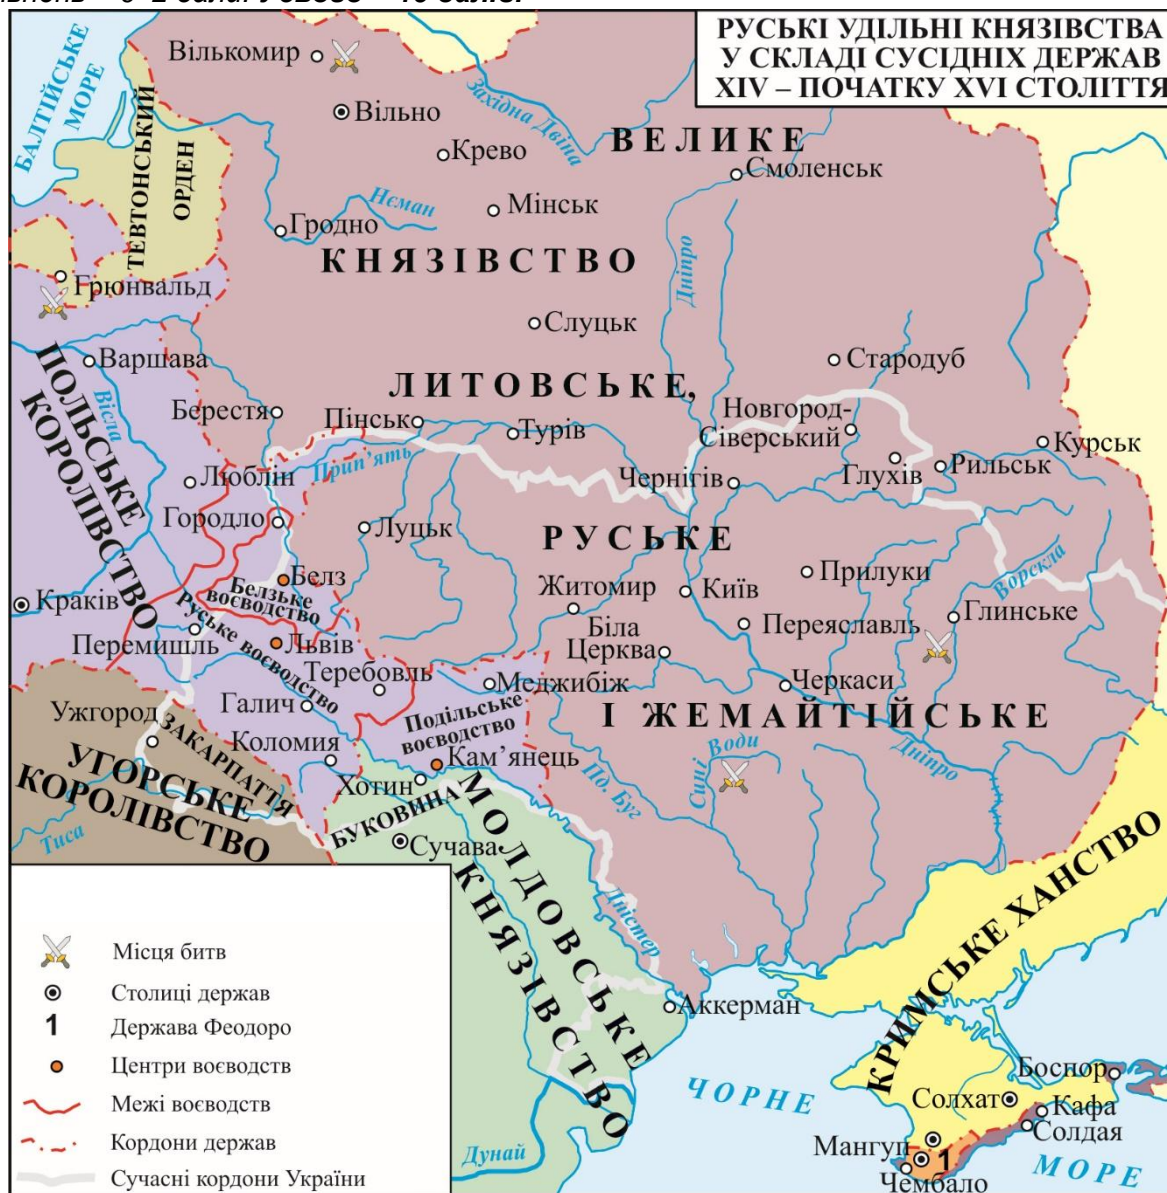 РУСЬКІ УДІЛЬНІ КНЯЗІВСТВА
У СКЛАДІ СУСІДНІХ ДЕРЖАВ
XIV – ПОЧАТКУ XVI СТОЛІТТЯ
БАЛТІЙСЬКЕ
МОРЕ
Вількомир
Вільно
Західна Двіна
ВЕЛИКЕ
Крево
Смоленськ
ТЕВТОНСЬКИЙ
ОРДЕН
Нєман
Мінськ
Гродно
КНЯЗІВСТВО
Дніпро
Грюнвальд
Слуцьк
ПОЛЬСЬКЕ
КОРОЛІВСТВО
Варшава
Стародуб
Вісла
ЛИТОВСЬКЕ,
Берестя
Пінськ
Турів
Новгород-
Сіверський
Курськ
Прип’ять
Люблін
Чернігів
Глухів
Рильськ
Городло
Луцьк
РУСЬКЕ
Белз
Белзьке
воєводство
Житомир
Київ
Прилуки
Ворскла
Краків
Глинське
Перемишль
Руське воєводство
Львів
Біла
Церква
Переяславль
Теребовль
Меджибіж
Черкаси
Галич
Подільське
воєводство
І ЖЕМАЙТІЙСЬКЕ
Ужгород
ЗАКАРПАТТЯ
Коломия
Кам’янець
Сині Води
Дніпро
УГОРСЬКЕ
КОРОЛІВСТВО
Хотин
Пд. Буг
Тиса
БУКОВИНА
МОЛДОВСЬКЕ
КНЯЗІВСТВО
Сучава
Дністер
КРИМСЬКЕ ХАНСТВО
Аккерман
ЧОРНЕ
МОРЕ
Боспор
Солхат
Кафа
Солдая
Мангуп
1
Чембало
Дунай
Місця битв
Столиці держав
1 Держава Феодоро
Центри воєводств
Межі воєводств
Кордони держав
Сучасні кордони України